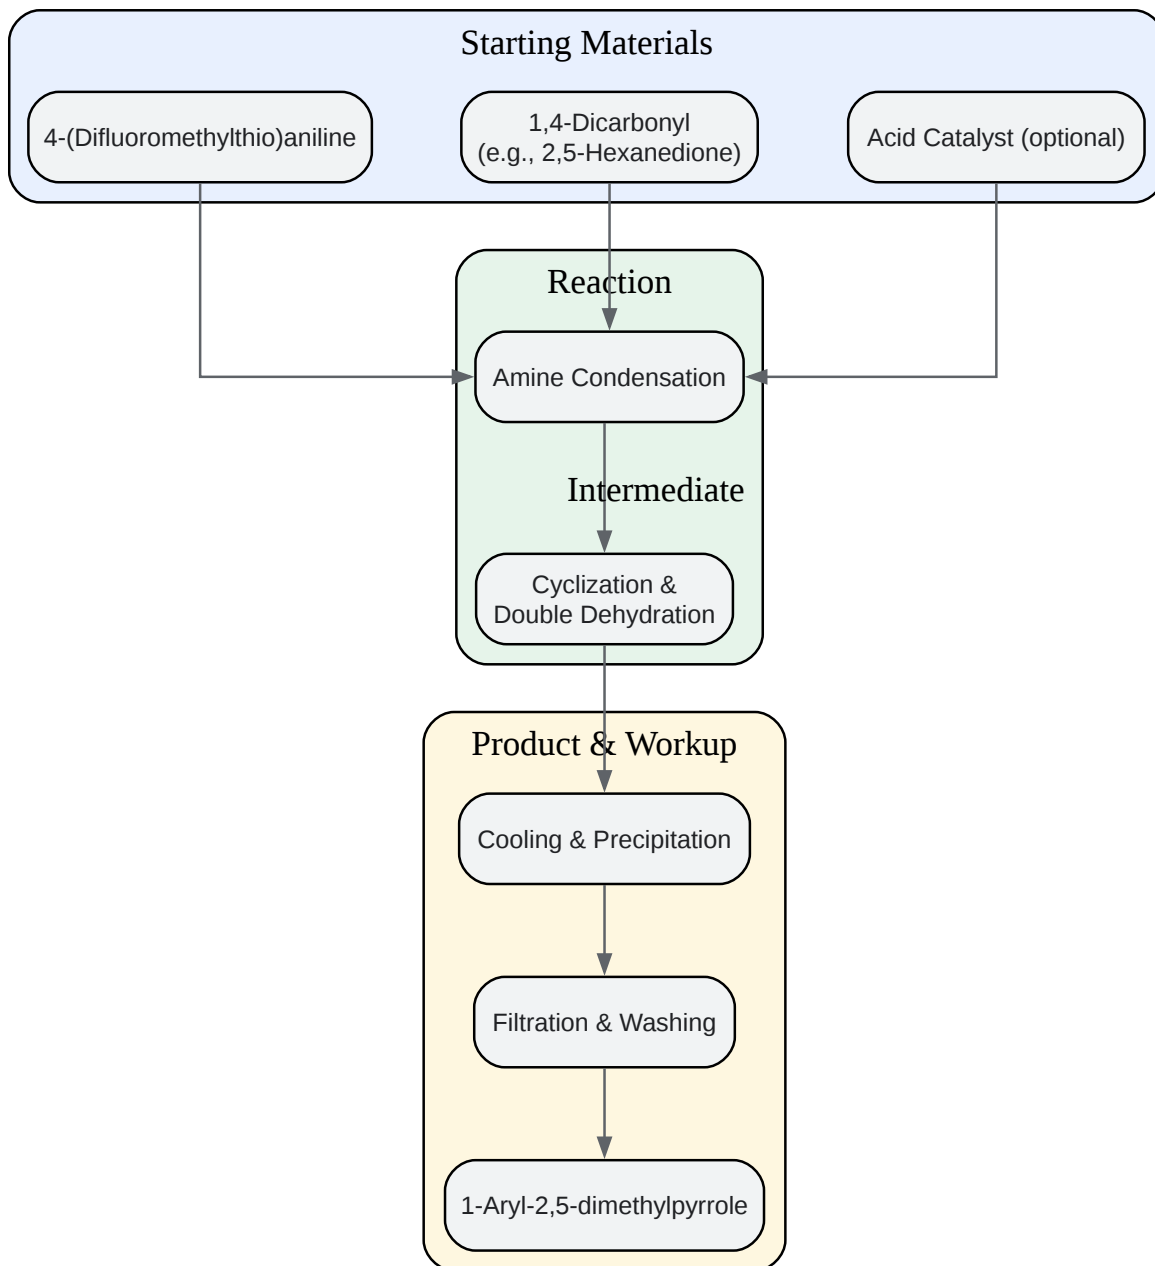 Starting Materials
4-(Difluoromethylthio)aniline
1,4-Dicarbonyl
(e.g., 2,5-Hexanedione)
Acid Catalyst (optional)
Reaction
Amine Condensation
Intermediate
Cyclization &
Double Dehydration
Product & Workup
Cooling & Precipitation
Filtration & Washing
1-Aryl-2,5-dimethylpyrrole